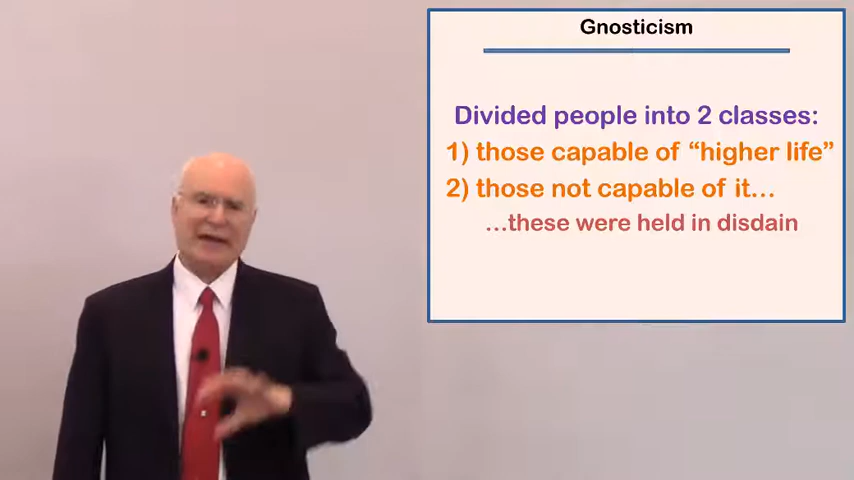 Gnosticism
Divided people into 2 classes:
1) those capable of “higher life”
2) those not capable of it…
…these were held in disdain